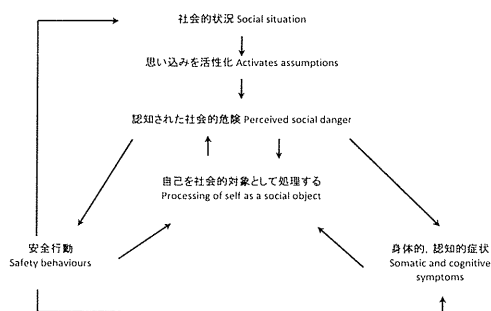 社会的状況 Social situation
思い込みを活性化 Activates assumptions
認知された社会的危険 Perceived social danger
自己を社会的対象として処理する
Processing of self as a social object
安全行動
Safety behaviours
身体的，認知的症状
Somatic and cognitive
symptoms